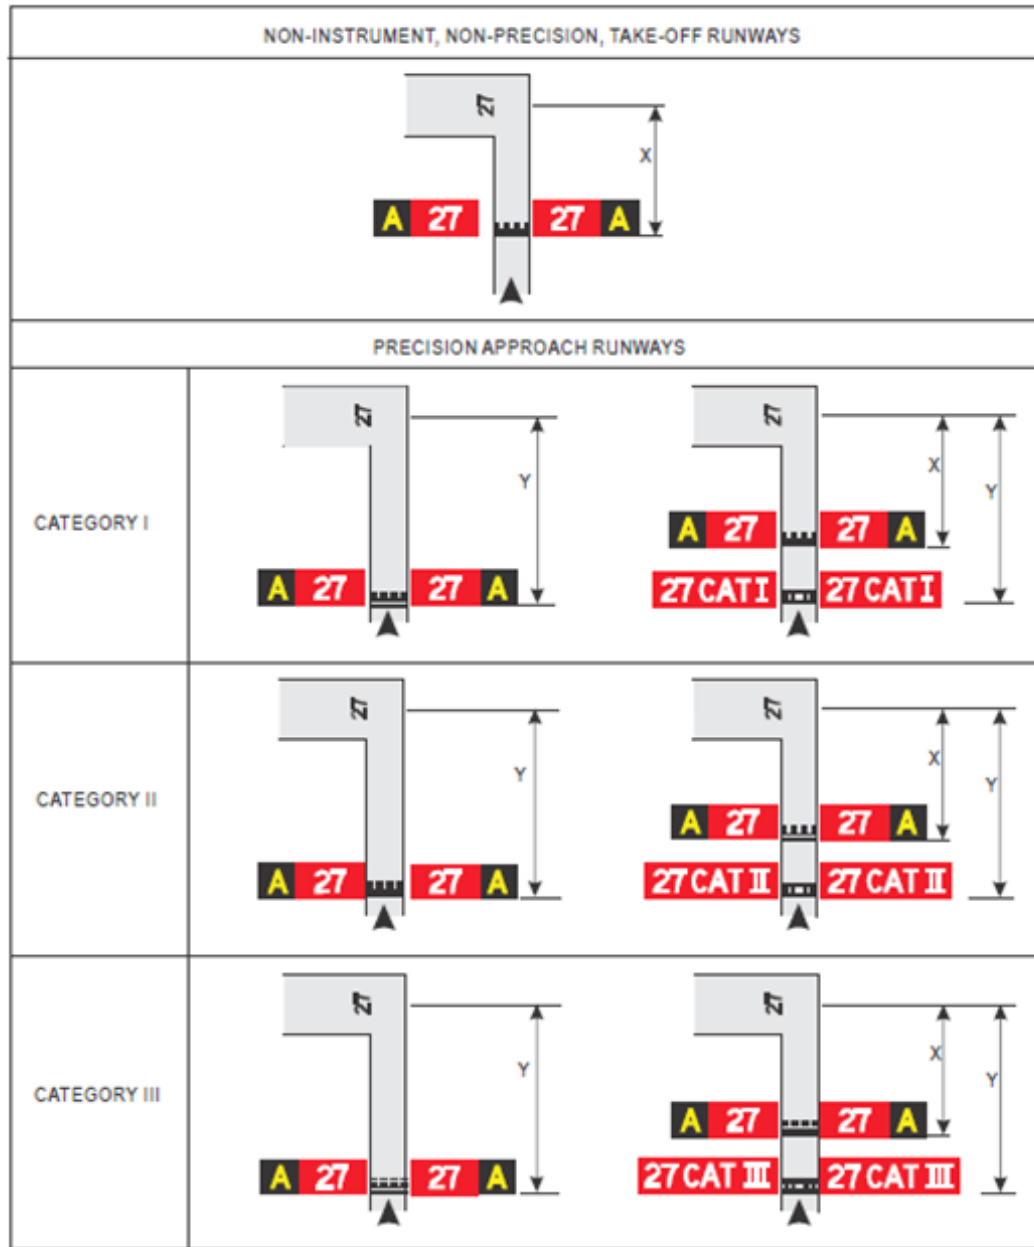 NON-INSTRUMENT, NON-PRECISION, TAKE-OFF RUNWAYS
27
X
A 27 27 A
PRECISION APPROACH RUNWAYS
CATEGORY I
27
Y
A 27 27 A
27
X
Y
A 27 27 A
27 CAT I 27 CAT I
CATEGORY II
27
Y
A 27 27 A
27
X
Y
A 27 27 A
27 CAT II 27 CAT II
CATEGORY III
27
Y
A 27 27 A
27
X
Y
A 27 27 A
27 CAT III 27 CAT III